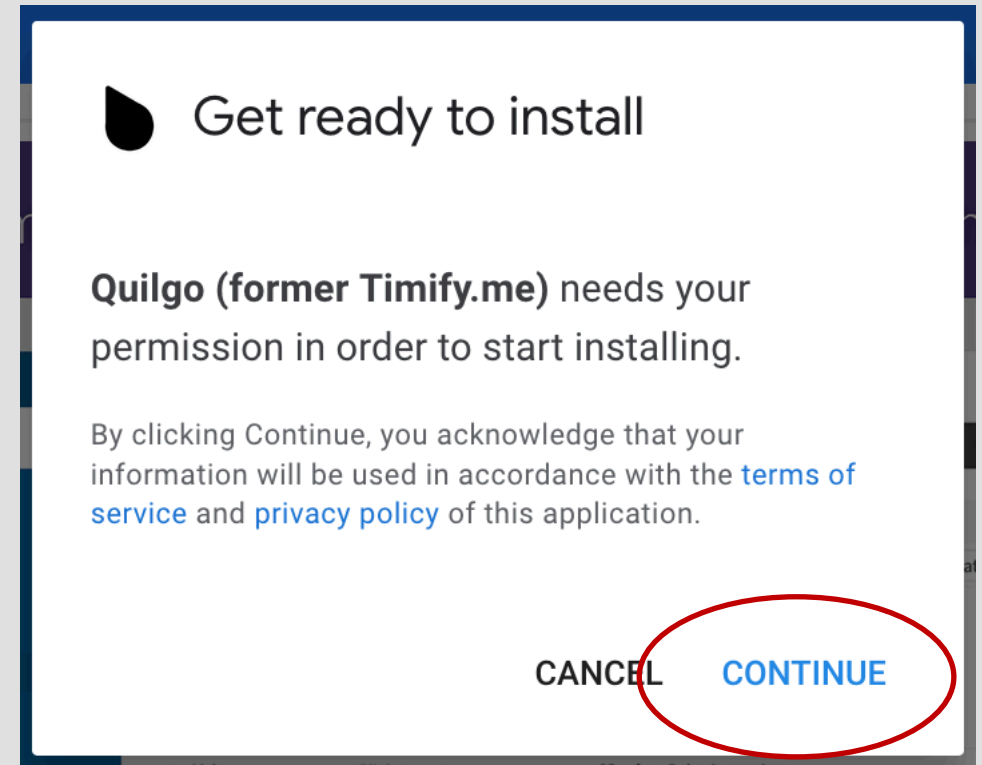 Get ready to install
Quilgo (former Timify.me) needs your
permission in order to start installing.
By clicking Continue, you acknowledge that your
information will be used in accordance with the terms of
service and privacy policy of this application.
CANCEL CONTINUE